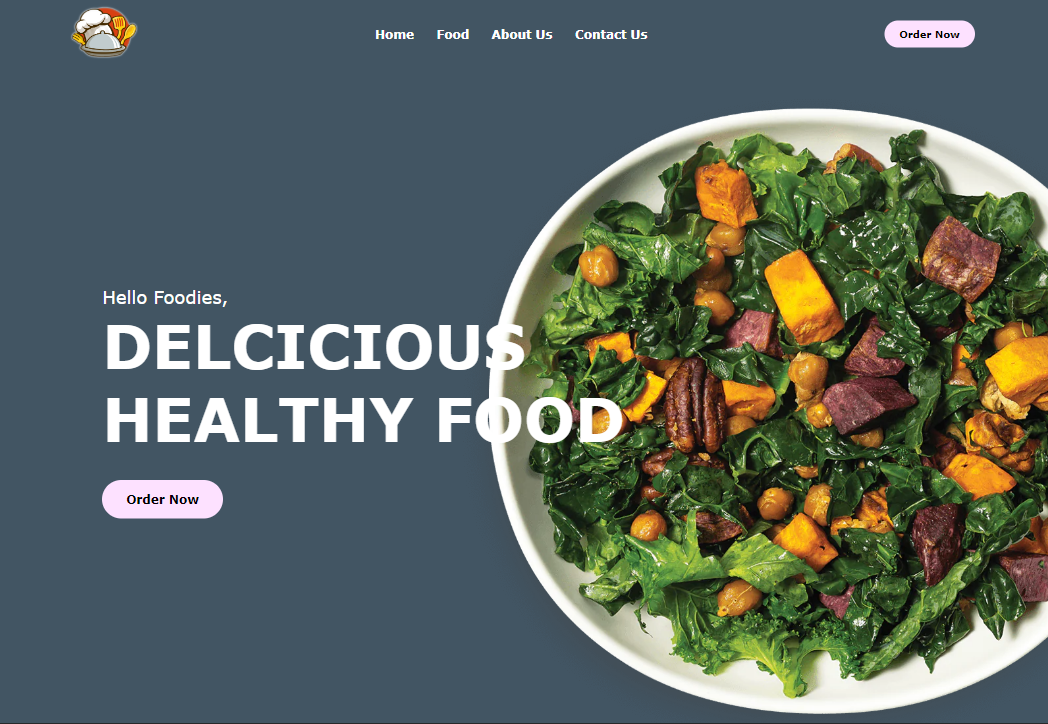 Home Food About Us Contact Us Order Now
Hello Foodies,
DELCICIOUS
HEALTHY FOOD
Order Now